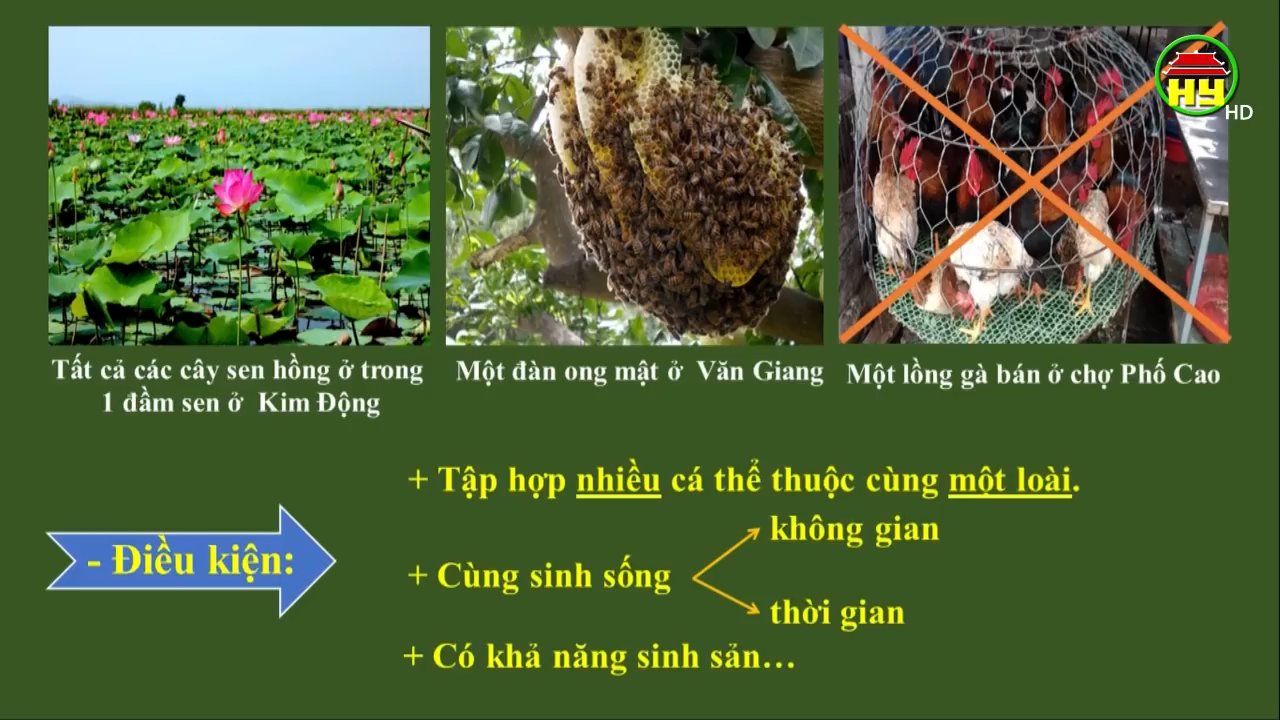 HY
HD
Tất cả các cây sen hồng ở trong
1 đầm sen ở Kim Động
Một đàn ong mật ở Văn Giang
Một lồng gà bán ở chợ Phố Cao
- Điều kiện:
+ Tập hợp nhiều cá thể thuộc cùng một loài.
+ Cùng sinh sống
không gian
thời gian
+ Có khả năng sinh sản...